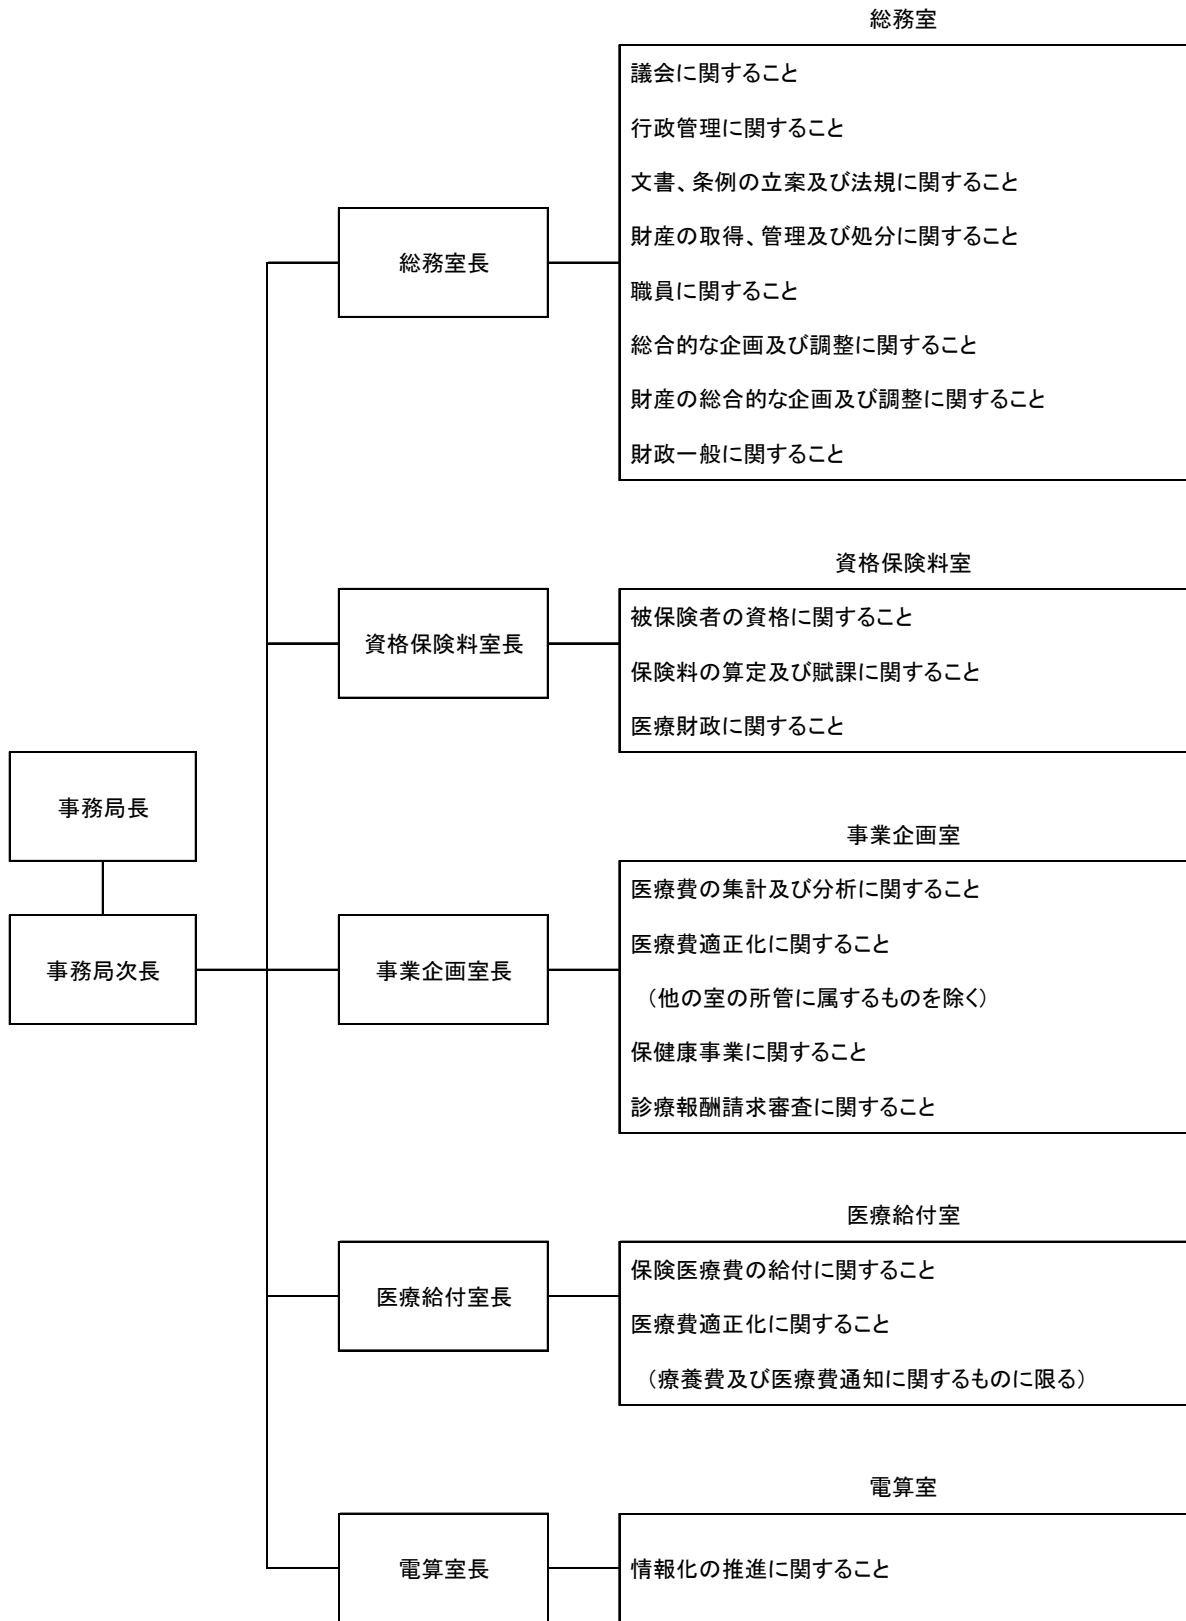 総務室
議会に関すること
行政管理に関すること
文書、条例の立案及び法規に関すること
総務室長
財産の取得、管理及び処分に関すること
職員に関すること
総合的な企画及び調整に関すること
財産の総合的な企画及び調整に関すること
財政一般に関すること
資格保険料室
資格保険料室長
被保険者の資格に関すること
保険料の算定及び賦課に関すること
医療財政に関すること
事務局長
事務局次長
事業企画室
事業企画室長
医療費の集計及び分析に関すること
医療費適正化に関すること
(他の室の所管に属するものを除く)
保健康事業に関すること
診療報酬請求審査に関すること
医療給付室
医療給付室長
保険医療費の給付に関すること
医療費適正化に関すること
(療養費及び医療費通知に関するものに限る)
電算室
電算室長
情報化の推進に関すること